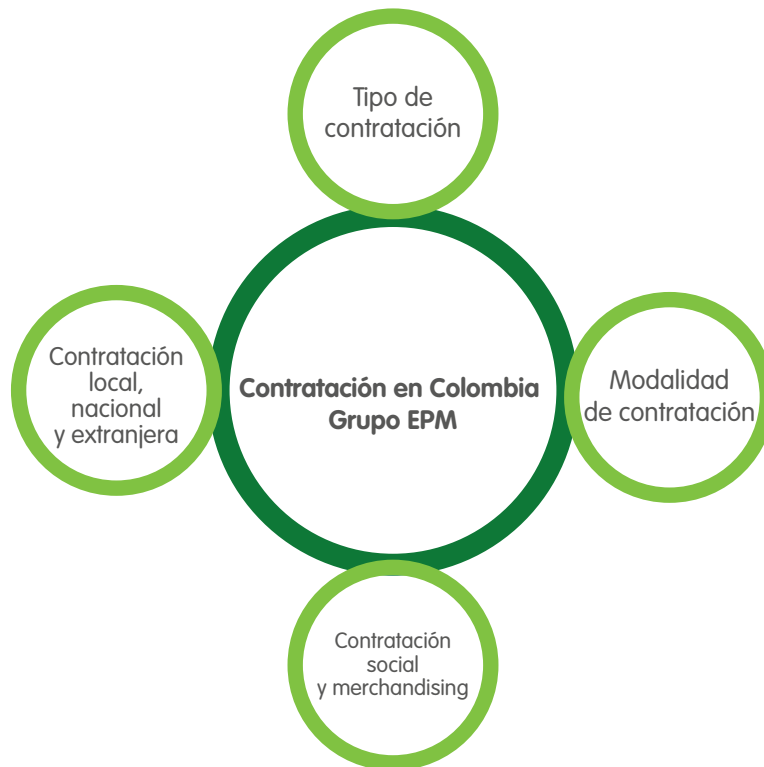 Tipo de
contratación
Contratación
local,
nacional
y extranjera
Contratación en Colombia
Grupo EPM
Modalidad
de contratación
Contratación
social
y merchandising